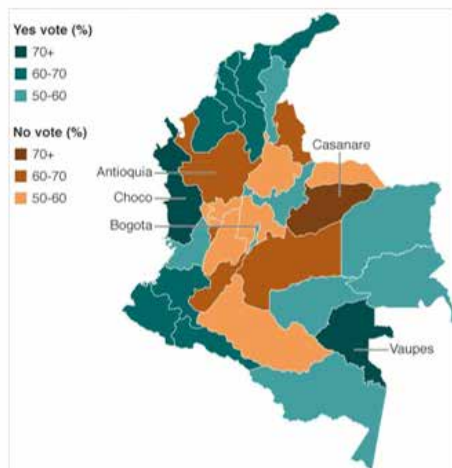 Yes vote (%)
70+
60-70
50-60
No vote (%)
70+
60-70
50-60
Casanare
Antioquia
Choco
Bogota
Vaupes